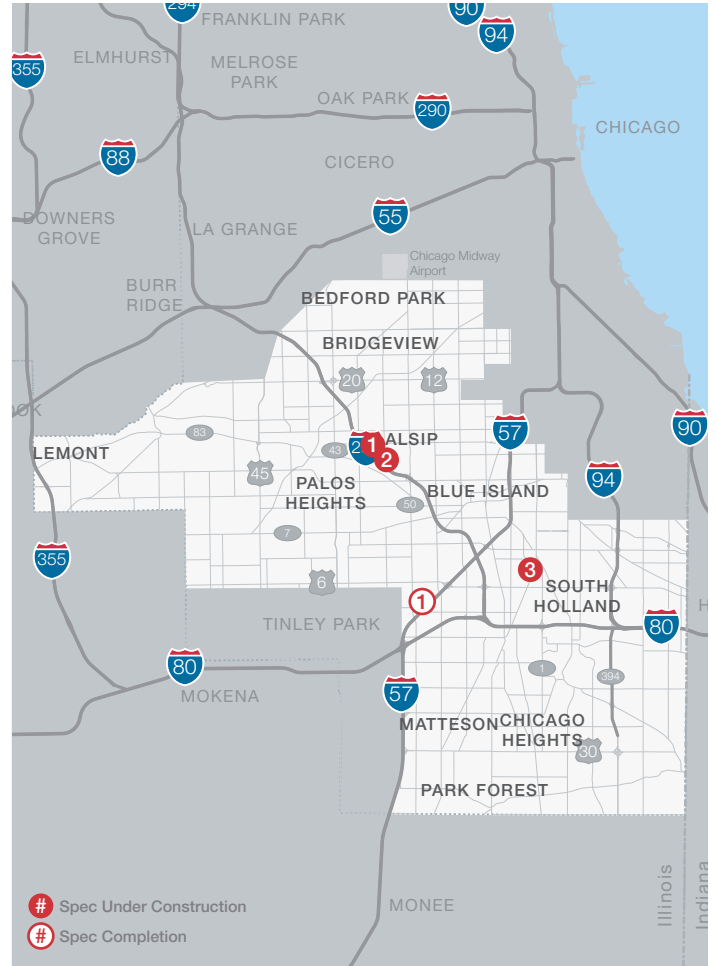 294
FRANKLIN PARK
90
94
ELMHURST
355
MELROSE
PARK
OAK PARK
290
CHICAGO
88
CICERO
DOWNERS
GROVE
LA GRANGE
55
Chicago Midway
Airport
BURR
RIDGE
BEDFORD PARK
BRIDGEVIEW
20
12
83
43
1
ALSIP
2
57
90
LEMONT
45
PALOS
HEIGHTS
50
BLUE ISLAND
94
7
355
6
3
SOUTH
HOLLAND
1
TINLEY PARK
80
80
MOKENA
57
1
394
MATTESON
CHICAGO
HEIGHTS
30
PARK FOREST
Illinois
Indiana
MONEE
# Spec Under Construction
# Spec Completion